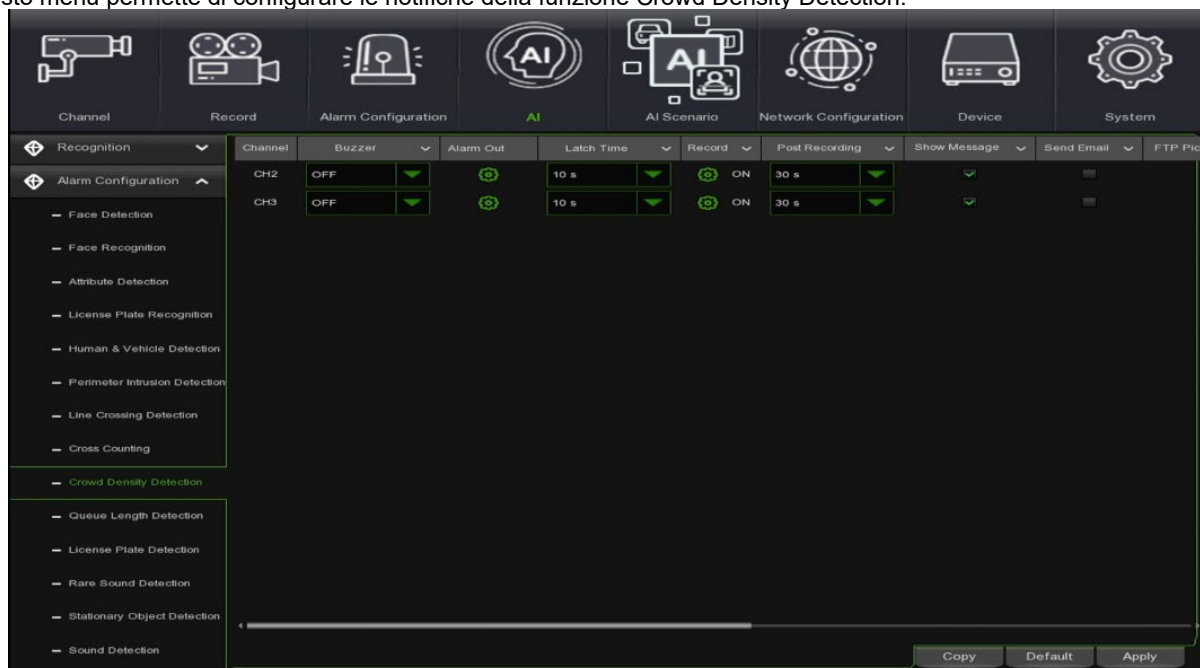 sto menu permette di configurare le notifiche della funzione Crowd Density Detection.
AI
AI
Channel Record Alarm Configuration AI AI Scenario Network Configuration Device System
Recognition
Channel Buzzer Alarm Out Latch Time Record Post Recording Show Message Send Email FTP Pic
Alarm Configuration
CH2 OFF 10 s ON 30 s
CH3 OFF 10 s ON 30 s
Face Detection
Face Recognition
Attribute Detection
License Plate Recognition
Human & Vehicle Detection
Perimeter Intrusion Detection
Line Crossing Detection
Cross Counting
Crowd Density Detection
Queue Length Detection
License Plate Detection
Rare Sound Detection
Stationary Object Detection
Sound Detection
Copy Default Apply